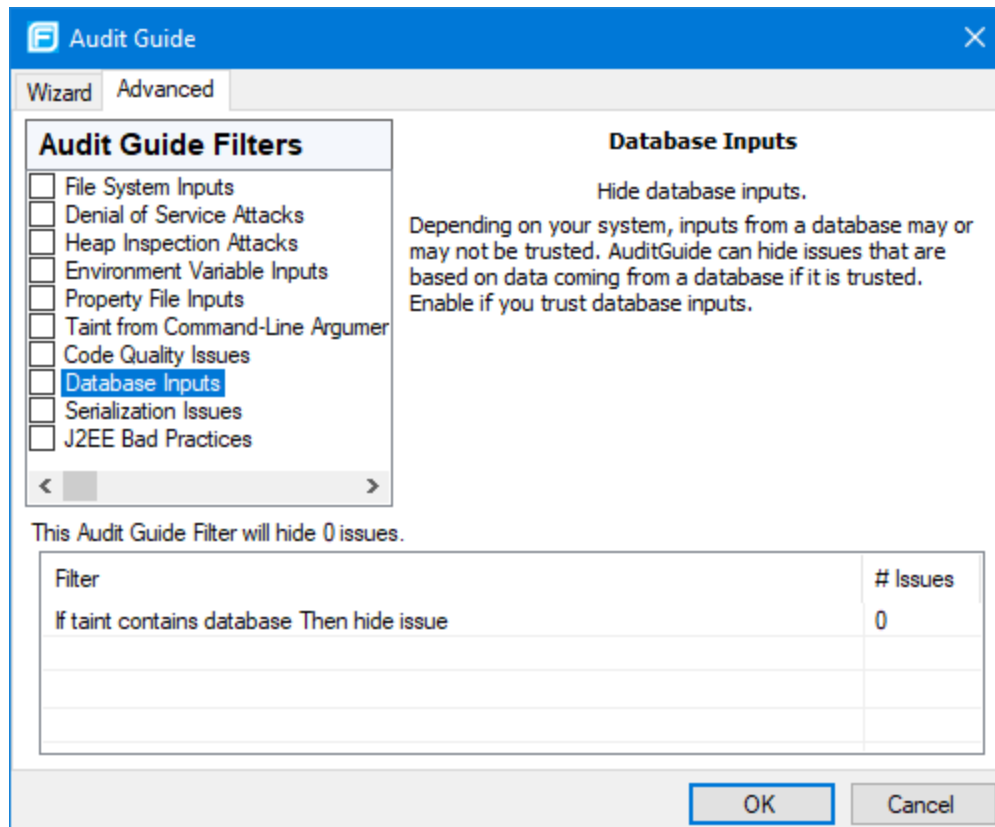 Audit Guide
Wizard
Advanced
Audit Guide Filters
File System Inputs
Denial of Service Attacks
Heap Inspection Attacks
Environment Variable Inputs
Property File Inputs
Taint from Command-Line Argumer
Code Quality Issues
Database Inputs
Serialization Issues
J2EE Bad Practices
Database Inputs
Hide database inputs.
Depending on your system, inputs from a database may or
may not be trusted. AuditGuide can hide issues that are
based on data coming from a database if it is trusted.
Enable if you trust database inputs.
This Audit Guide Filter will hide 0 issues.
Filter # Issues
If taint contains database Then hide issue 0
OK Cancel